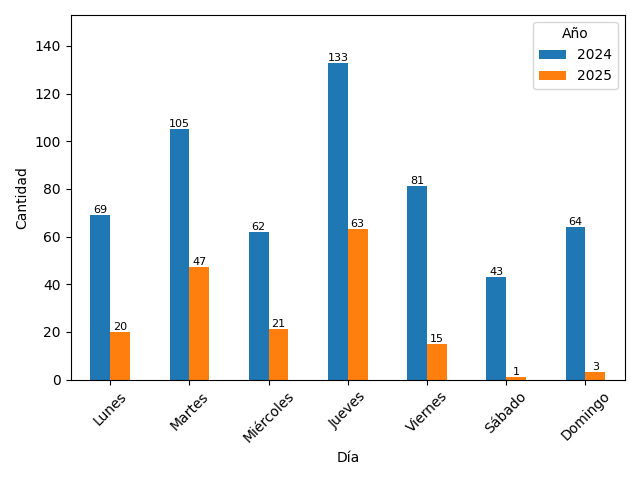 Año
2024
2025
140
120
100
80
60
40
20
0
Cantidad
69
20
105
47
62
21
133
63
81
15
43
1
64
3
Lunes
Martes
Miércoles
Jueves
Viernes
Sábado
Domingo
Día